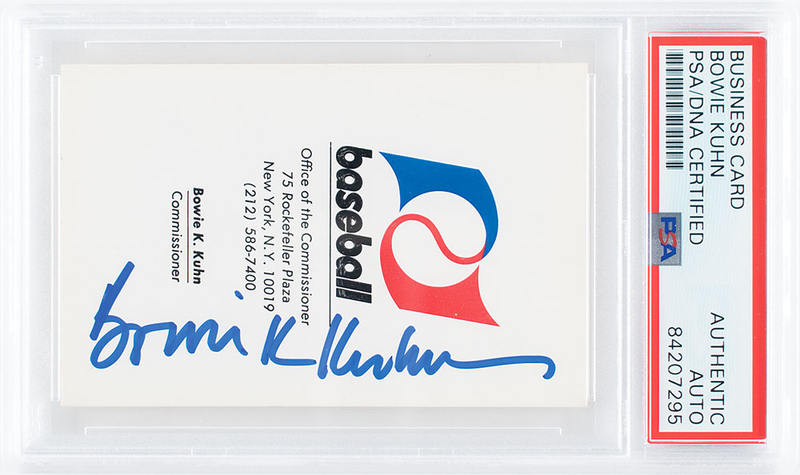 BUSINESS CARD
BOWIE KUHN
PSA/DNA CERTIFIED
PSA
AUTHENTIC
AUTO
84207295
baseball
Office of the Commissioner
75 Rockefeller Plaza
New York, N.Y. 10019
(212) 586-7400
Bowie K. Kuhn
Commissioner
Bowie K Kuhn